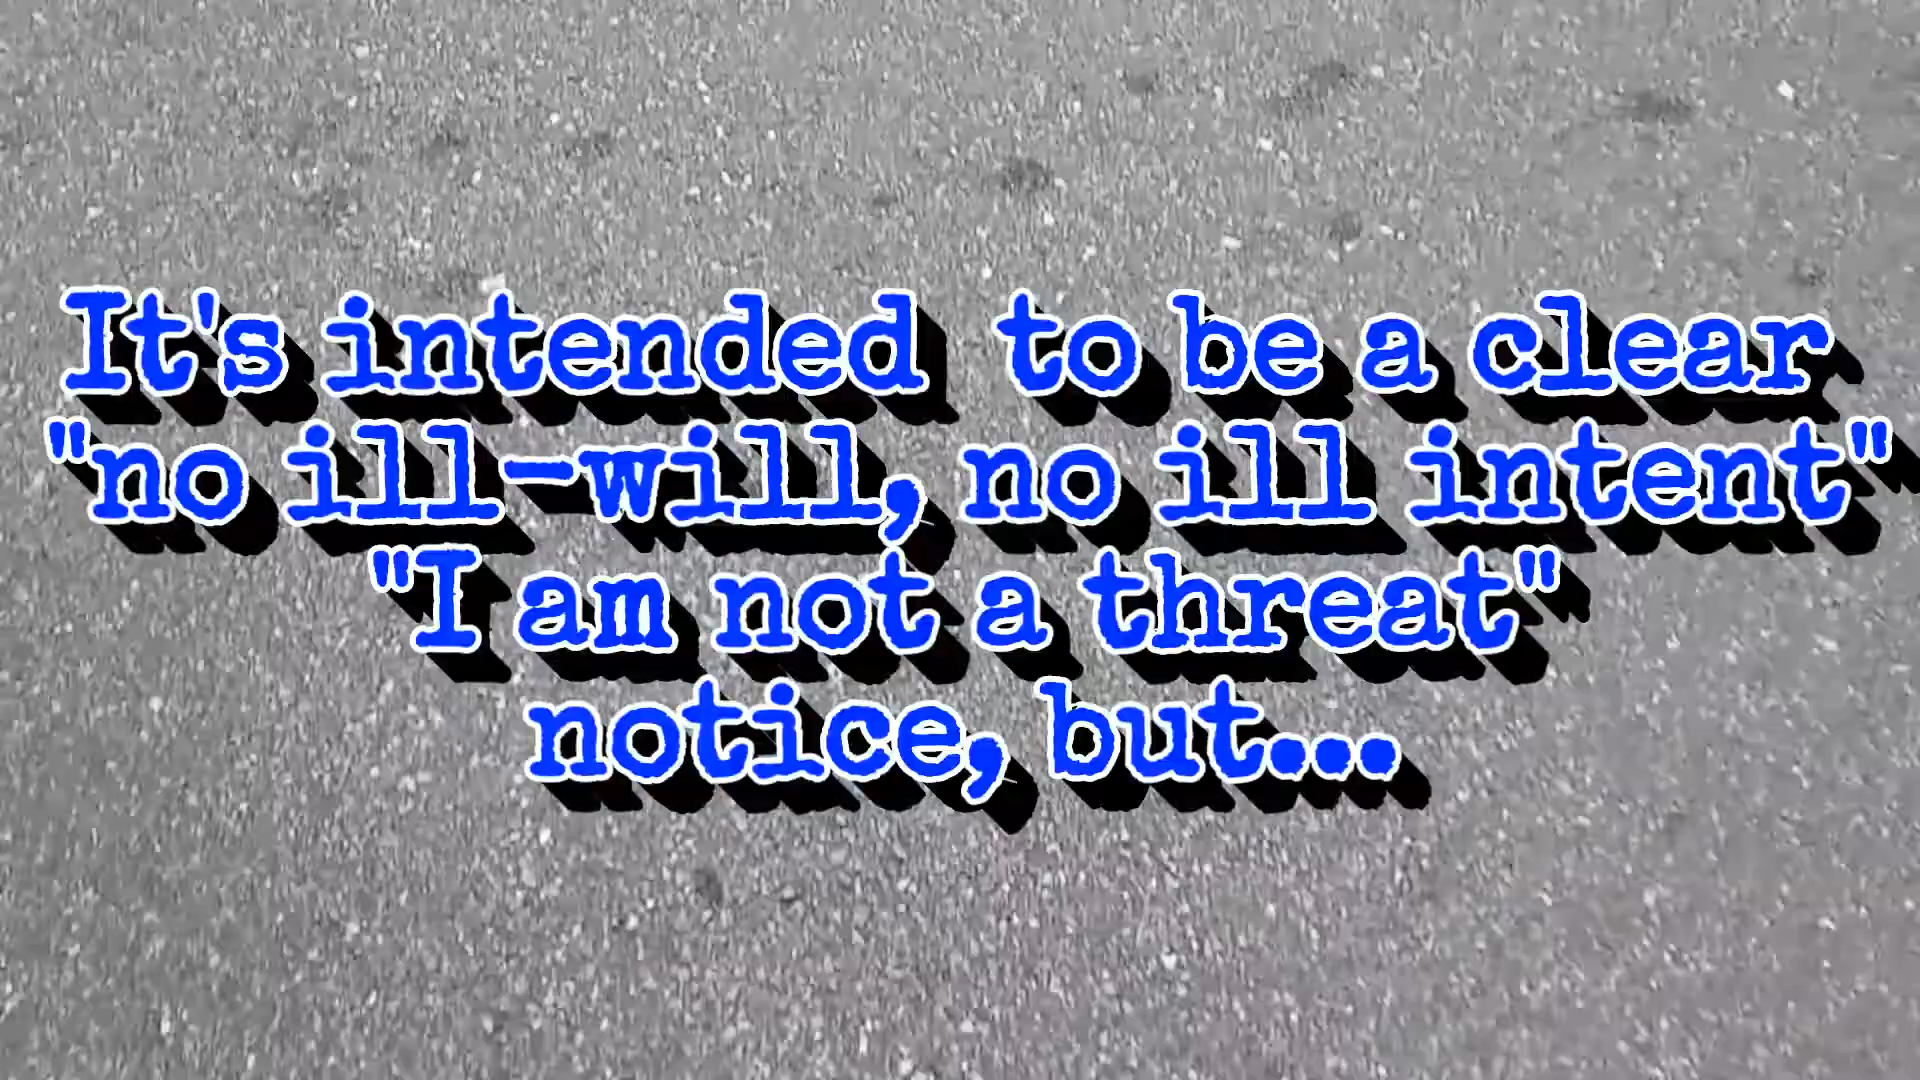 It's intended  to be a clear
"no ill-will, no ill intent"
"I am not a threat"
notice, but...